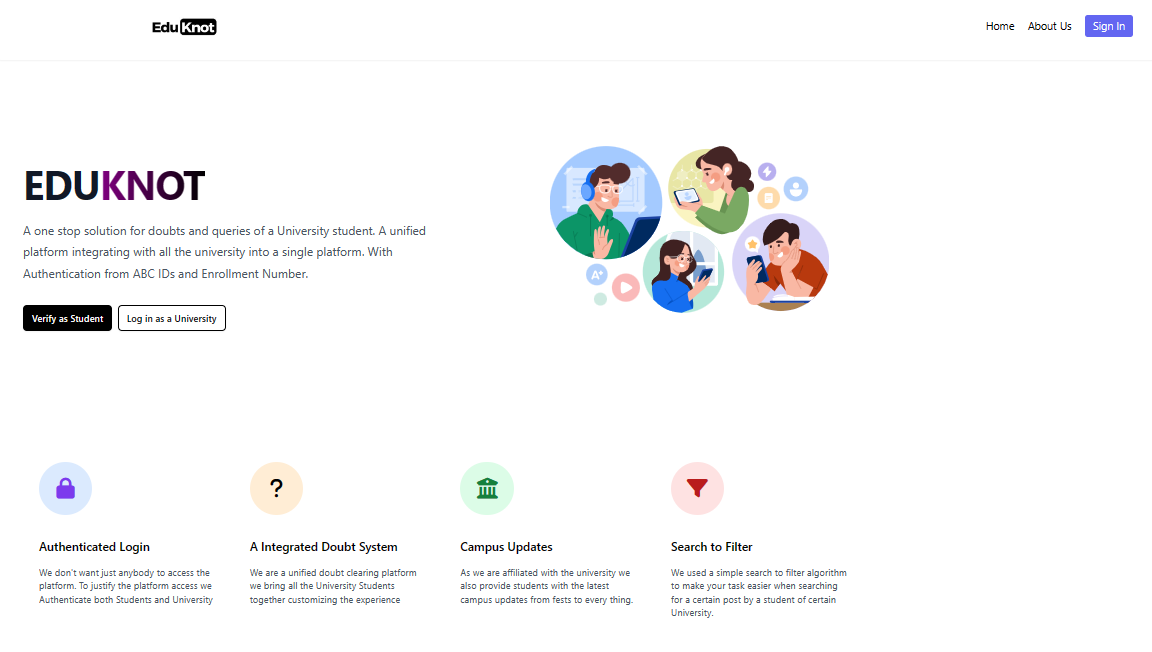 Edu Knot
Home About Us Sign In
EDUKNOT
A one stop solution for doubts and queries of a University student. A unified
platform integrating with all the university into a single platform. With
Authentication from ABC IDs and Enrollment Number.
Verify as Student Log in as a University
A+
?
Authenticated Login
We don't want just anybody to access the
platform. To justify the platform access we
Authenticate both Students and University
A Integrated Doubt System
We are a unified doubt clearing platform
we bring all the University Students
together customizing the experience
Campus Updates
As we are affiliated with the university we
also provide students with the latest
campus updates from fests to every thing.
Search to Filter
We used a simple search to filter algorithm
to make your task easier when searching
for a certain post by a student of certain
University.